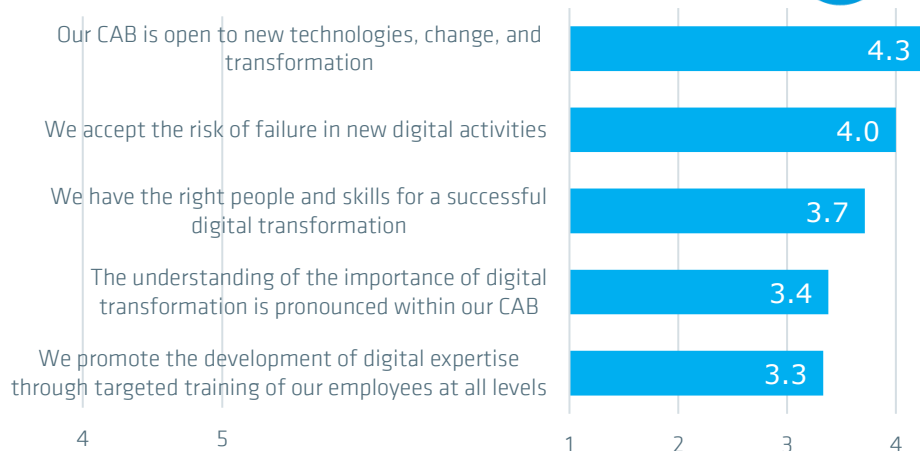 Our CAB is open to new technologies, change, and
transformation
4.3
We accept the risk of failure in new digital activities
4.0
We have the right people and skills for a successful
digital transformation
3.7
The understanding of the importance of digital
transformation is pronounced within our CAB
3.4
We promote the development of digital expertise
through targeted training of our employees at all levels
3.3
4 5 1 2 3 4